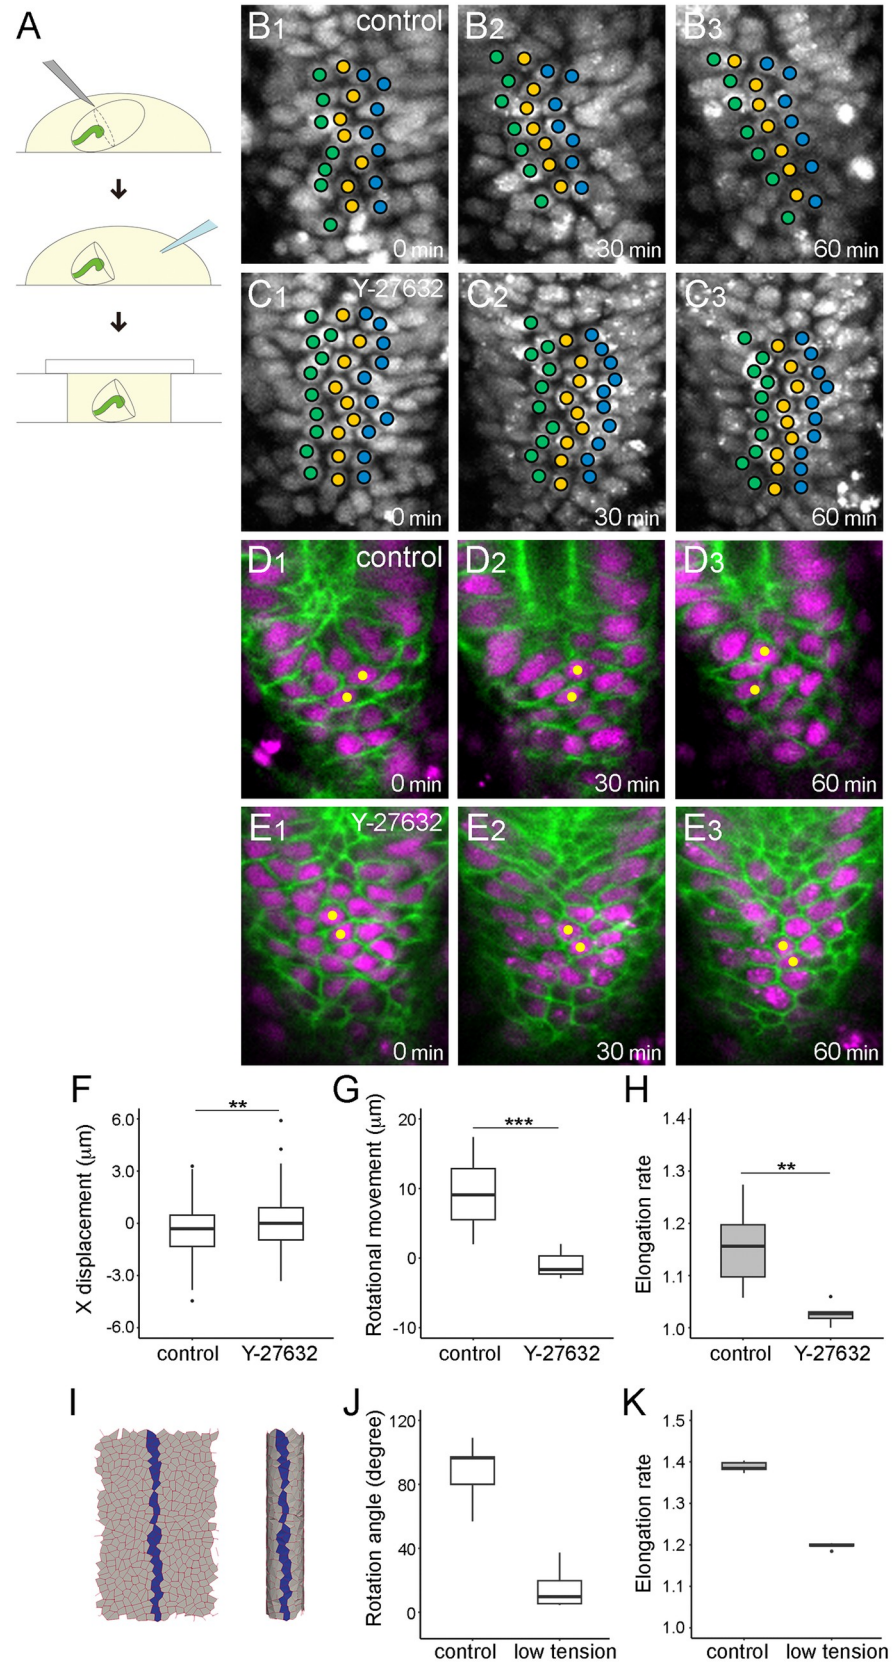 A
B1 control
0 min
B2
30 min
B3
60 min
C1 Y-27632
0 min
C2
30 min
C3
60 min
D1 control
0 min
D2
30 min
D3
60 min
E1 Y-27632
0 min
E2
30 min
E3
60 min
F
X displacement (μm)
6.0
3.0
0
-3.0
-6.0
**
control Y-27632
G
Rotational movement (μm)
20
10
0
-10
***
control Y-27632
H
Elongation rate
1.4
1.3
1.2
1.1
1.0
**
control Y-27632
I
J
Rotation angle (degree)
120
80
40
0
control low tension
K
Elongation rate
1.5
1.4
1.3
1.2
1.1
1.0
control low tension